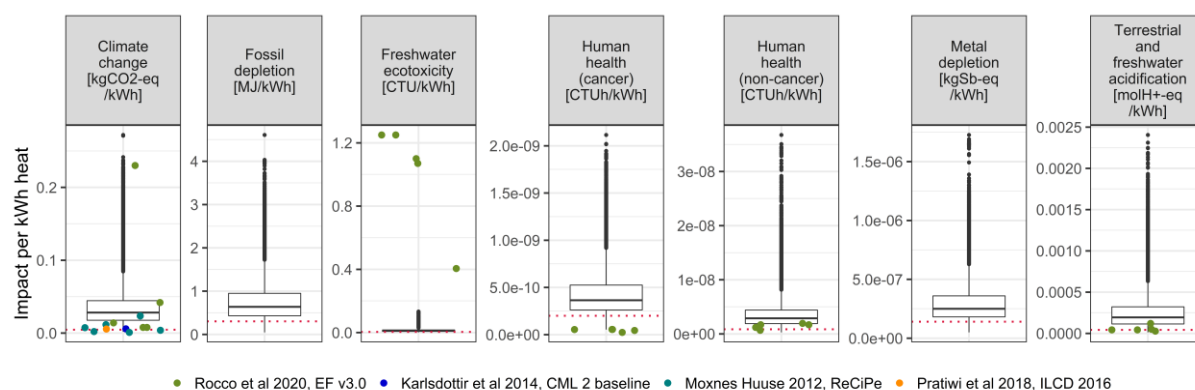 Climate
change
[kgCO2-eq
/kWh]
Fossil
depletion
[MJ/kWh]
Freshwater
ecotoxicity
[CTU/kWh]
Human
health
(cancer)
[CTUh/kWh]
Human
health
(non-cancer)
[CTUh/kWh]
Metal
depletion
[kgSb-eq
/kWh]
Terrestrial
and
freshwater
acidification
[molH+-eq
/kWh]
Impact per kWh heat
0.2
0.1
0.0
4
3
2
1
0
1.2
0.8
0.4
0.0
2.0e-09
1.5e-09
1.0e-09
5.0e-10
0.0e+00
3e-08
2e-08
1e-08
0e+00
1.5e-06
1.0e-06
5.0e-07
0.0e+00
0.0025
0.0020
0.0015
0.0010
0.0005
0.0000
Rocco et al 2020, EF v3.0
Karlsdottir et al 2014, CML 2 baseline
Moxnes Huuse 2012, ReCiPe
Pratiwi et al 2018, ILCD 2016